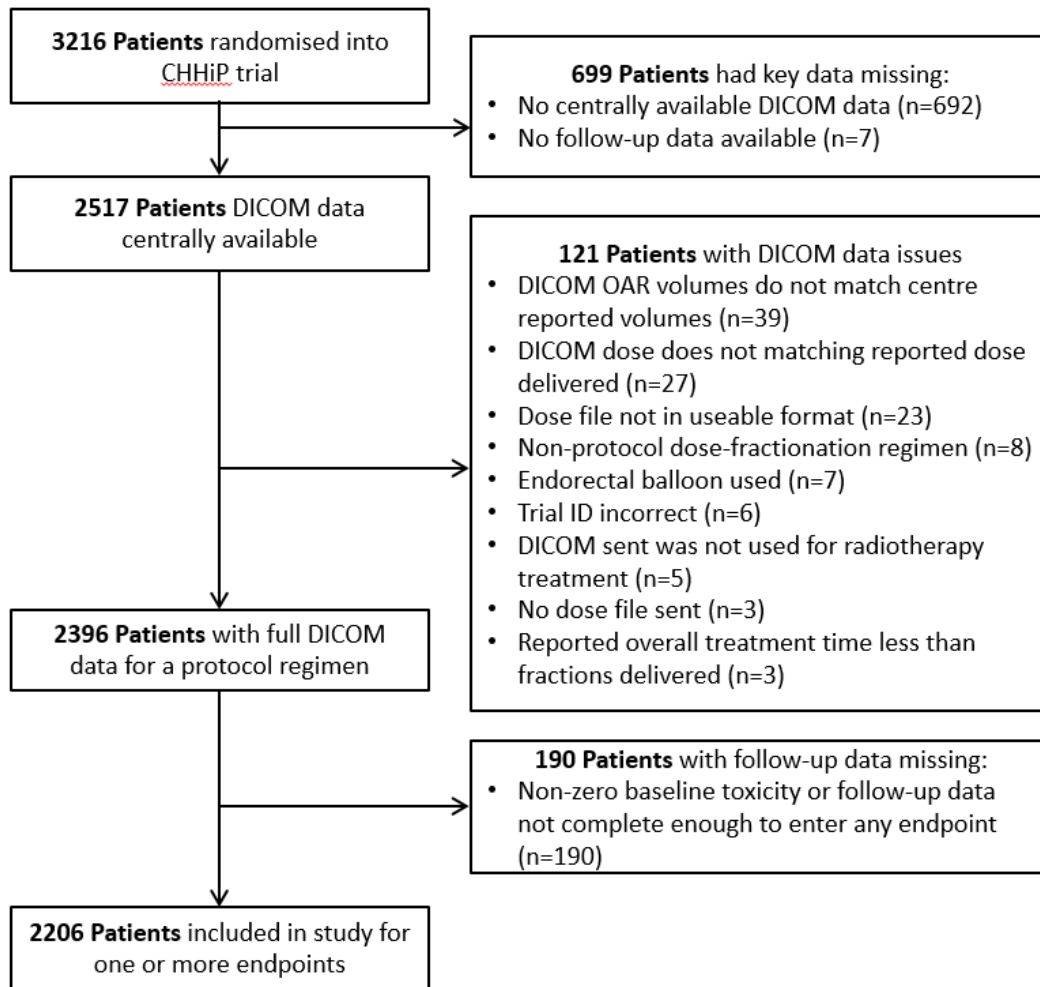 3216 Patients randomised into
CHHiP trial
699 Patients had key data missing:
• No centrally available DICOM data (n=692)
• No follow-up data available (n=7)
2517 Patients DICOM data
centrally available
121 Patients with DICOM data issues
• DICOM OAR volumes do not match centre
reported volumes (n=39)
• DICOM dose does not matching reported dose
delivered (n=27)
• Dose file not in useable format (n=23)
• Non-protocol dose-fractionation regimen (n=8)
• Endorectal balloon used (n=7)
• Trial ID incorrect (n=6)
• DICOM sent was not used for radiotherapy
treatment (n=5)
• No dose file sent (n=3)
• Reported overall treatment time less than
fractions delivered (n=3)
2396 Patients with full DICOM
data for a protocol regimen
190 Patients with follow-up data missing:
• Non-zero baseline toxicity or follow-up data
not complete enough to enter any endpoint
(n=190)
2206 Patients included in study for
one or more endpoints